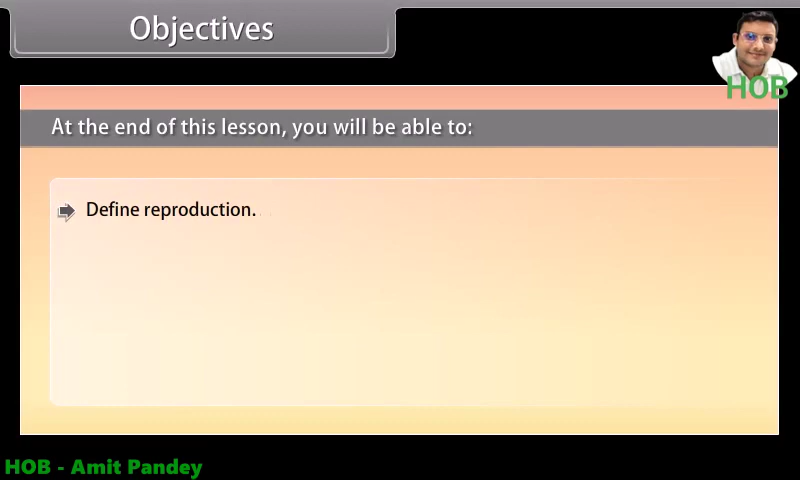 Objectives
HOB
At the end of this lesson, you will be able to:
Define reproduction.
HOB - Amit Pandey